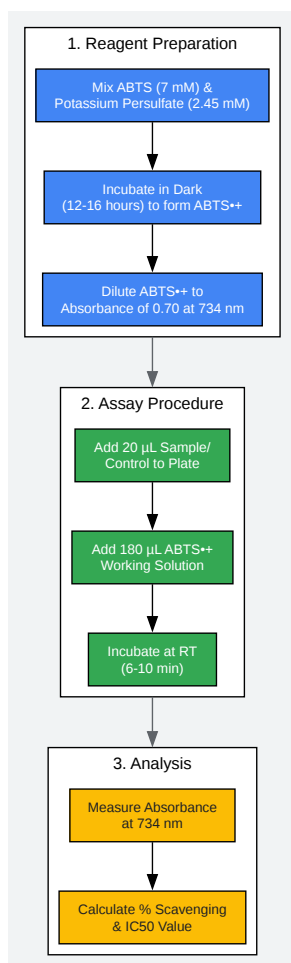 1. Reagent Preparation
Mix ABTS (7 mM) &
Potassium Persulfate (2.45 mM)
Incubate in Dark
(12-16 hours) to form ABTS•+
Dilute ABTS•+ to
Absorbance of 0.70 at 734 nm
2. Assay Procedure
Add 20 µL Sample/
Control to Plate
Add 180 µL ABTS•+
Working Solution
Incubate at RT
(6-10 min)
3. Analysis
Measure Absorbance
at 734 nm
Calculate % Scavenging
& IC50 Value